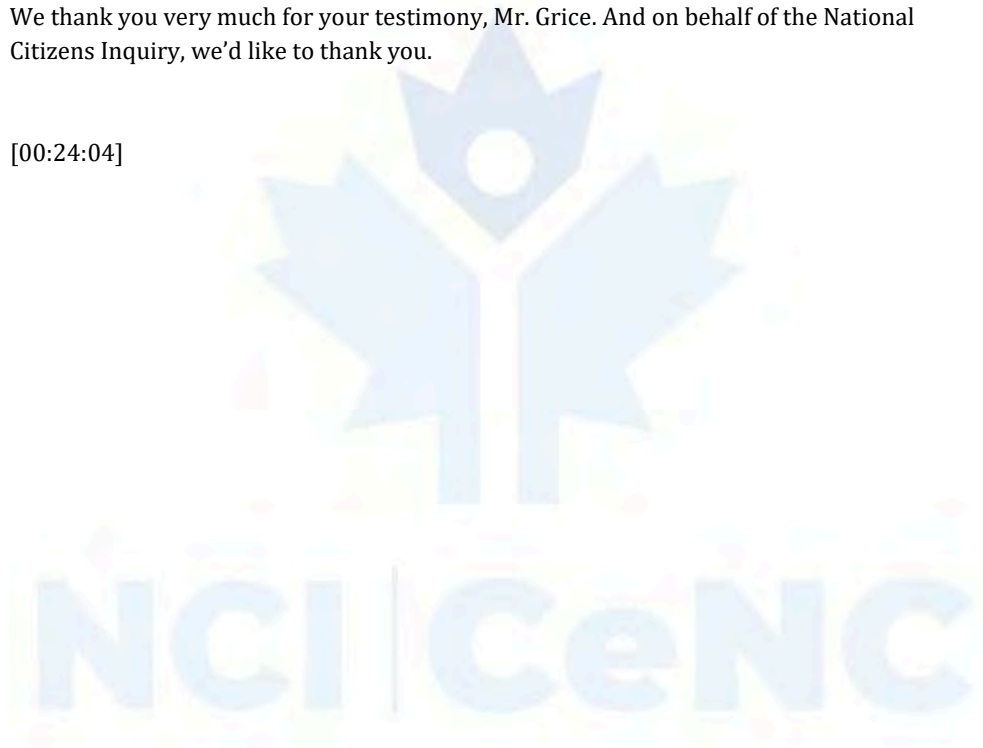 We thank you very much for your testimony, Mr. Grice. And on behalf of the National
Citizens Inquiry, we’d like to thank you.
[00:24:04]
NCI | CeNC